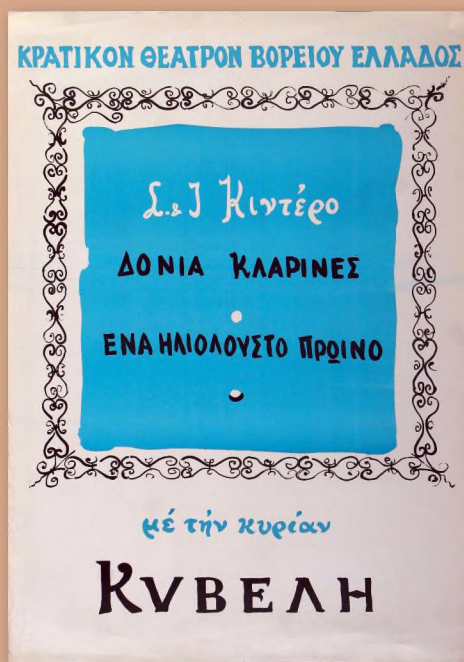 ΚΡΑΤΙΚΟΝ ΘΕΑΤΡΟΝ ΒΟΡΕΙΟΥ ΕΛΛΑΔΟΣ
Σ. & Ι Κιντέρο
ΔΟΝΙΑ ΚΛΑΡΙΝΕΣ
ΕΝΑ ΗΛΙΟΛΟΥΣΤΟ ΠΡΩΙΝΟ
μέ τήν κυρίαν
ΚΥΒΕΛΗ